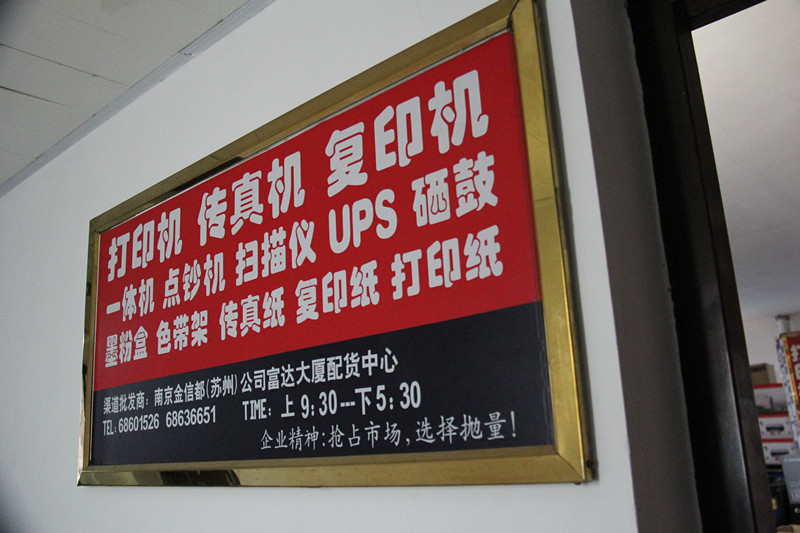 打印机 传真机 复印机
一体机 点钞机 扫描仪 UPS 硒鼓
墨粉盒 色带架 传真纸 复印纸 打印纸
渠道批发商：南京金信都(苏州)公司富达大厦配货中心
TEL:68601526 68636651 TIME：上9:30---下5:30
企业精神:抢占市场,选择抛量!